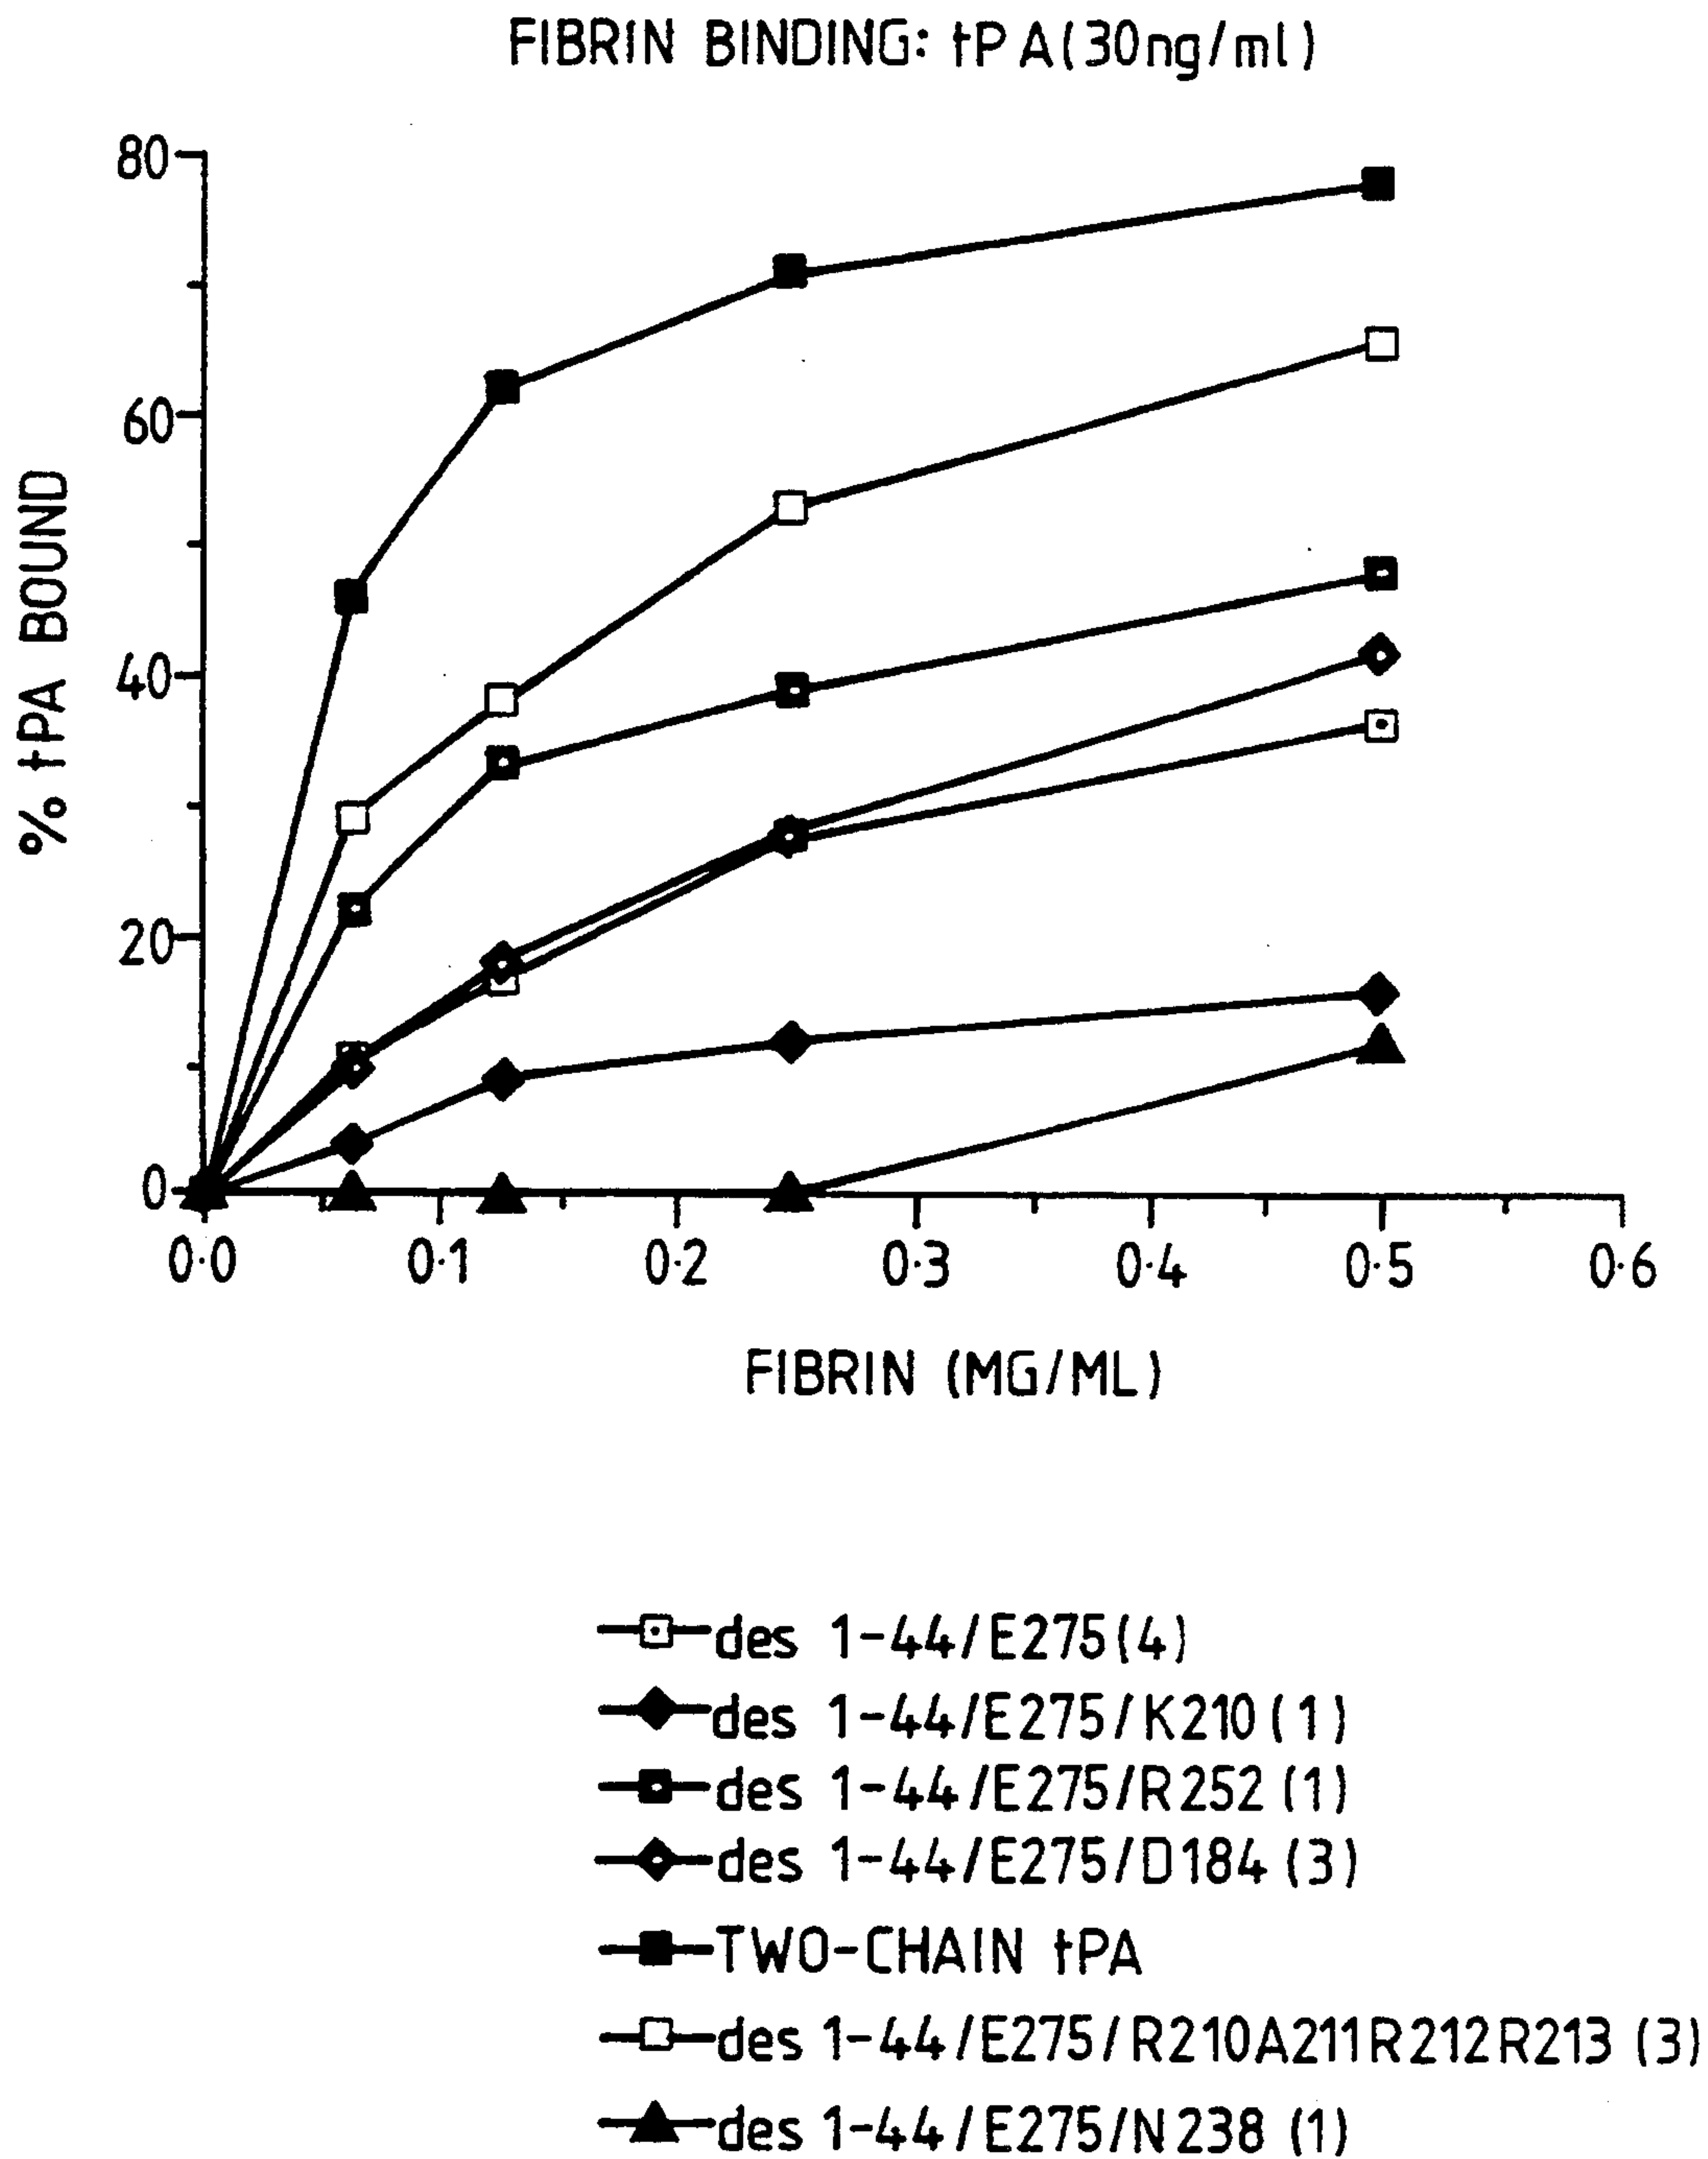 FIBRIN BINDING: tPA(30ng/ml)
80
60
40
20
0
% tPA BOUND
0·0 0·1 0·2 0·3 0·4 0·5 0·6
FIBRIN (MG/ML)
des 1-44/E275(4)
des 1-44/E275/K210(1)
des 1-44/E275/R252(1)
des 1-44/E275/D184(3)
TWO-CHAIN tPA
des 1-44/E275/R210A211R212R213 (3)
des 1-44/E275/N238 (1)